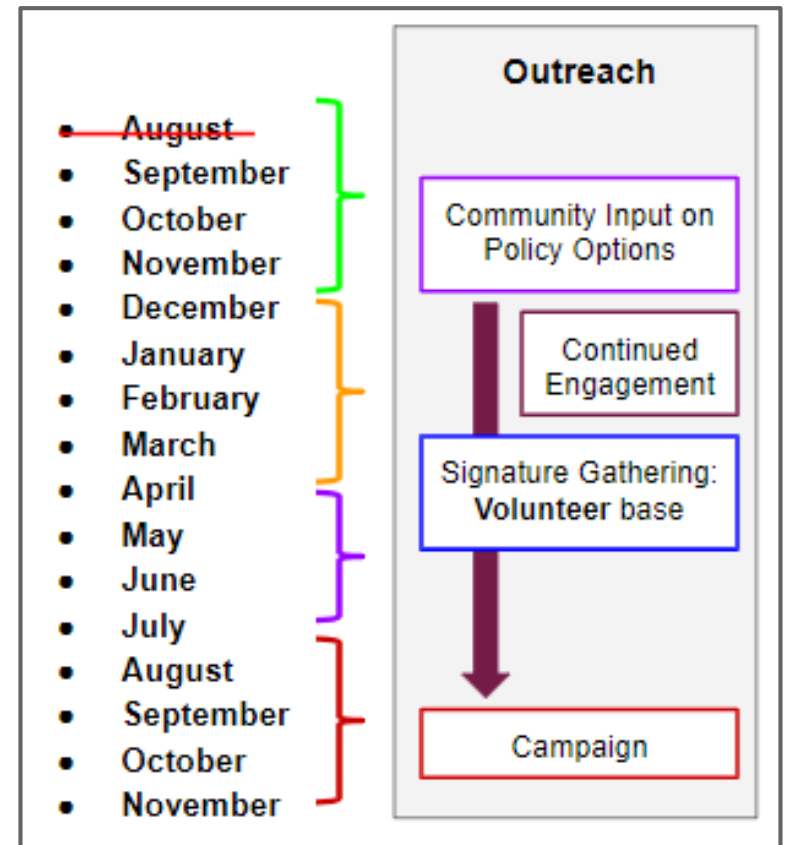 • August
• September
• October
• November
• December
• January
• February
• March
• April
• May
• June
• July
• August
• September
• October
• November
Outreach
Community Input on
Policy Options
Continued
Engagement
Signature Gathering:
Volunteer base
Campaign